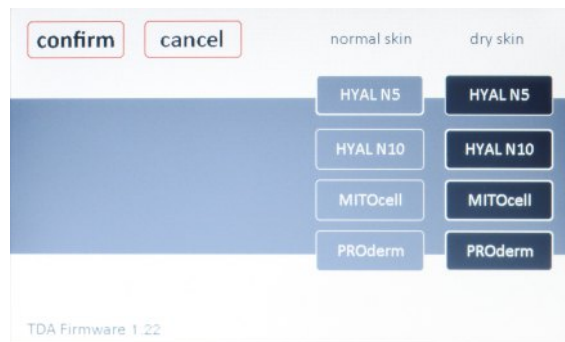 confirm cancel normal skin dry skin
HYAL N5 HYAL N5
HYAL N10 HYAL N10
MITOcell MITOcell
PROderm PROderm
TDA Firmware 1.22